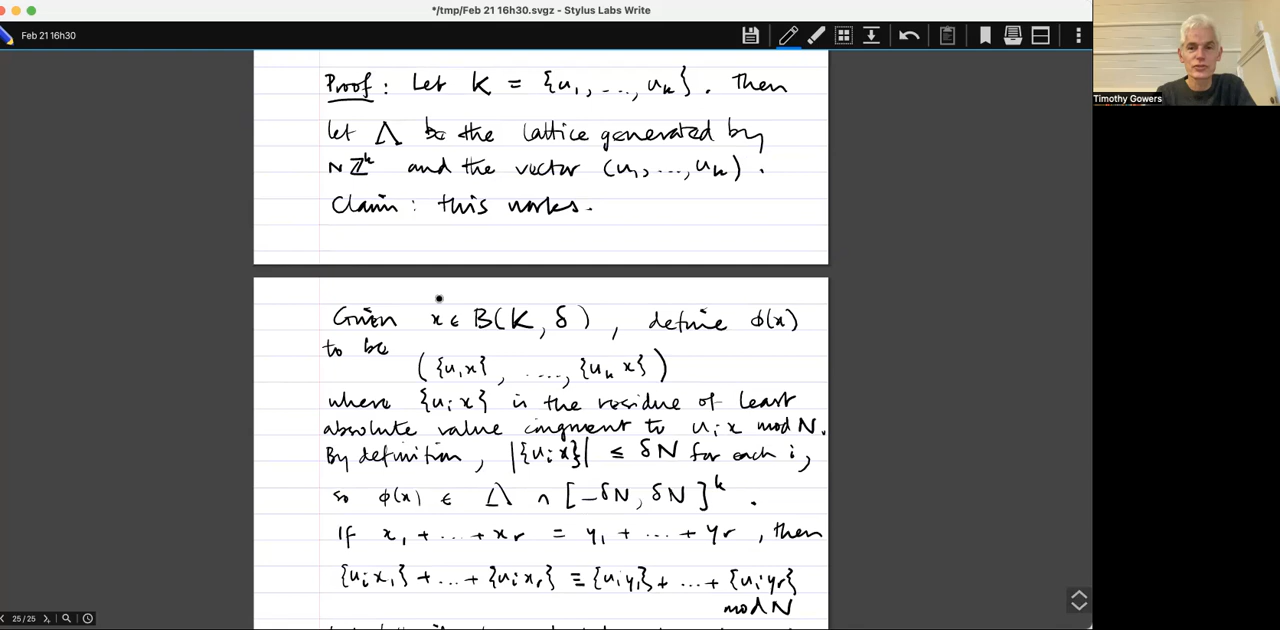 */tmp/Feb 21 16h30.svgz - Stylus Labs Write
Feb 21 16h30
Timothy Gowers
Proof: Let K = {u₁, ..., uₖ}. Then
let Λ be the lattice generated by
Nℤᵏ and the vector (u₁, ..., uₖ).
Claim: this works.
Given x ∈ B(K, δ), define ϕ(x)
to be
({u₁x}, ...., {uₖx})
where {uᵢx} is the residue of least
absolute value congruent to uᵢx mod N.
By definition, |{uᵢx}| ≤ δN for each i,
so ϕ(x) ∈ Λ ∩ [-δN, δN]ᵏ.
If x₁ + ... + xᵣ = y₁ + ... + yᵣ, then
{uᵢx₁} + ... + {uᵢxᵣ} ≡ {uᵢy₁} + ... + {uᵢyᵣ}
mod N
25/25